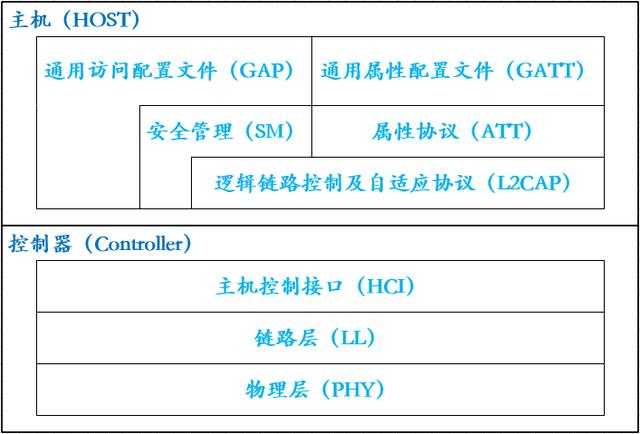 主机（HOST）
通用访问配置文件（GAP）
通用属性配置文件（GATT）
安全管理（SM）
属性协议（ATT）
逻辑链路控制及自适应协议（L2CAP）
控制器（Controller）
主机控制接口（HCI）
链路层（LL）
物理层（PHY）